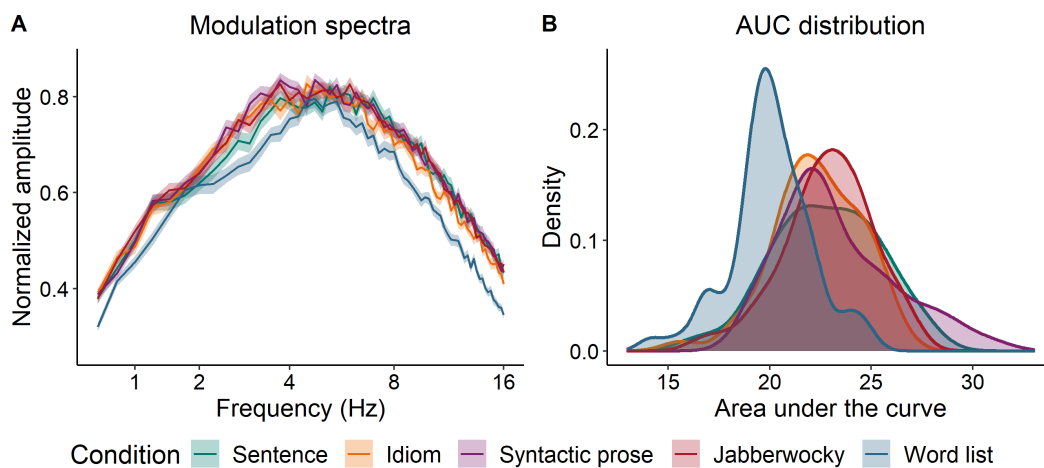 A Modulation spectra
Normalized amplitude
0.8
0.6
0.4
1 2 4 8 16
Frequency (Hz)
B AUC distribution
Density
0.2
0.1
0.0
15 20 25 30
Area under the curve
Condition Sentence Idiom Syntactic prose Jabberwocky Word list